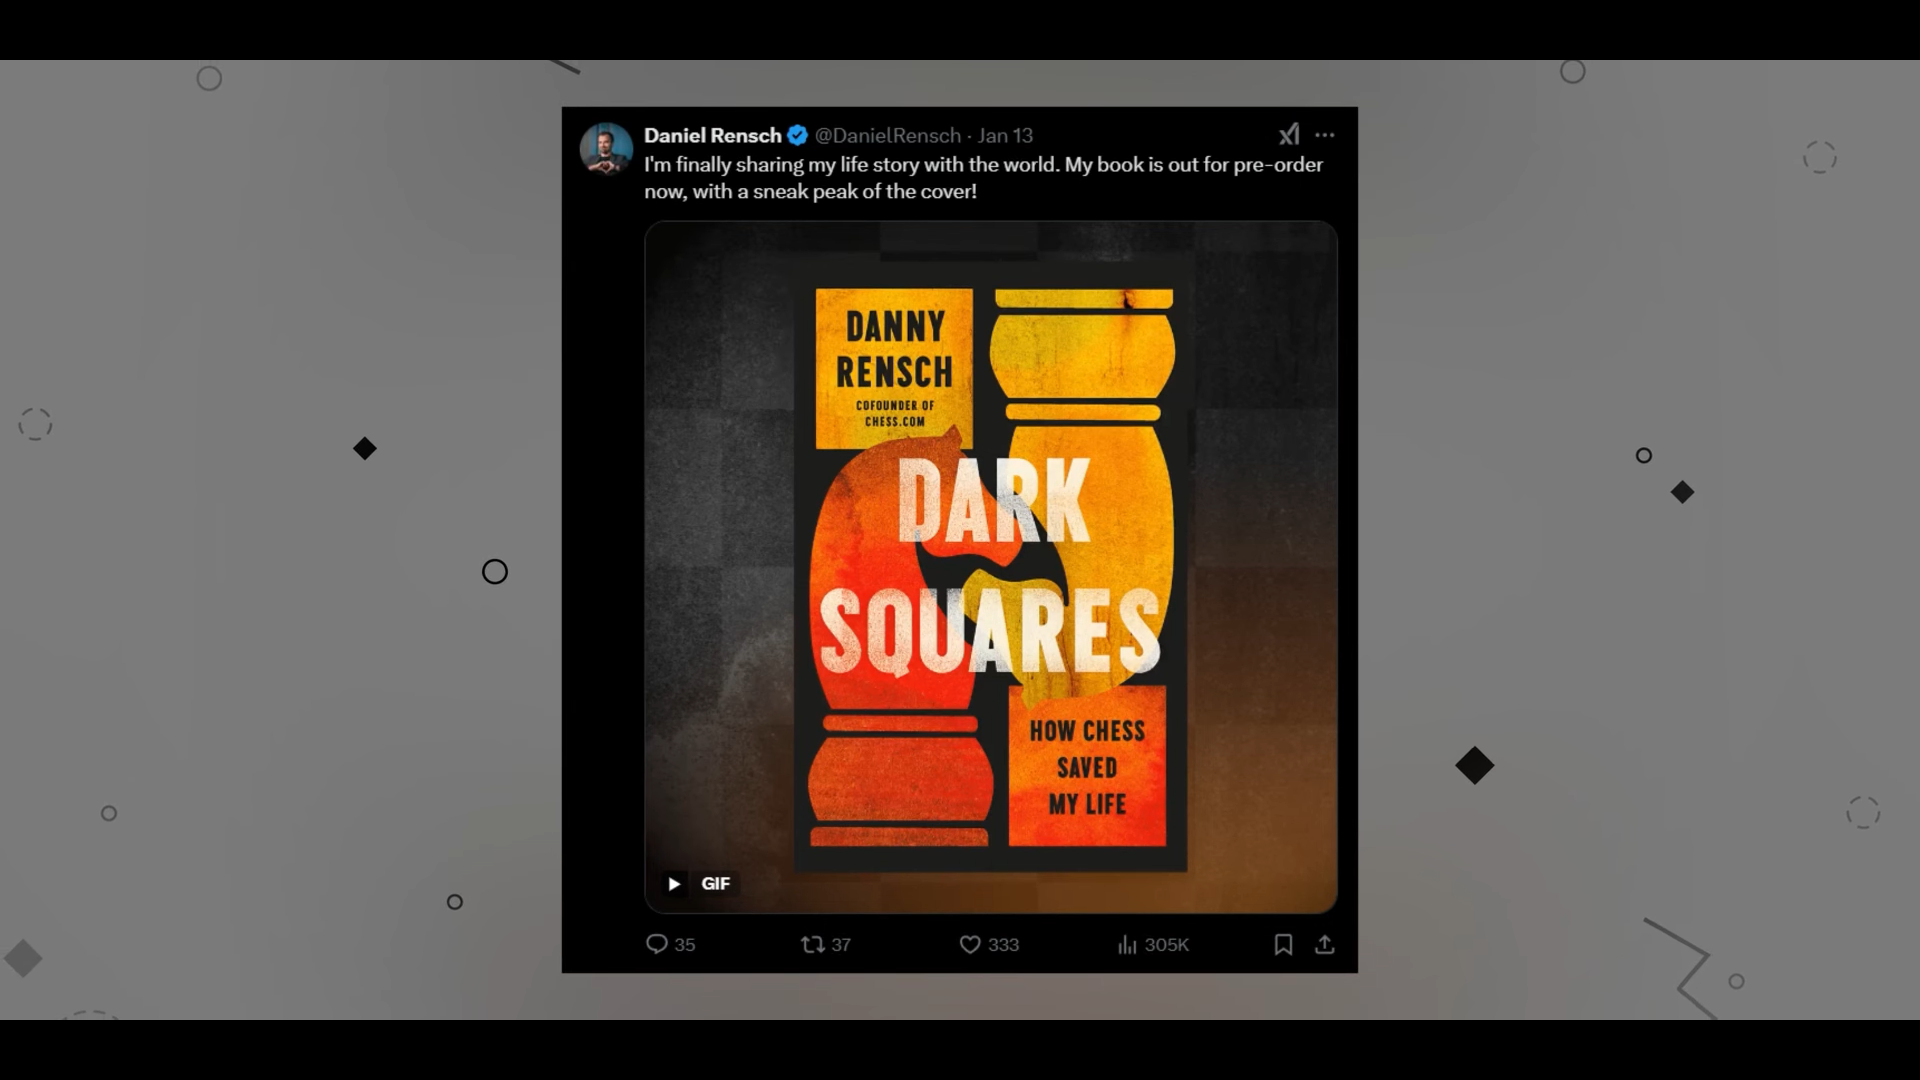 Daniel Rensch @DanielRensch · Jan 13
I'm finally sharing my life story with the world. My book is out for pre-order
now, with a sneak peak of the cover!
DANNY
RENSCH
COFOUNDER OF
CHESS.COM
DARK
SQUARES
HOW CHESS
SAVED
MY LIFE
GIF
35 37 333 305K